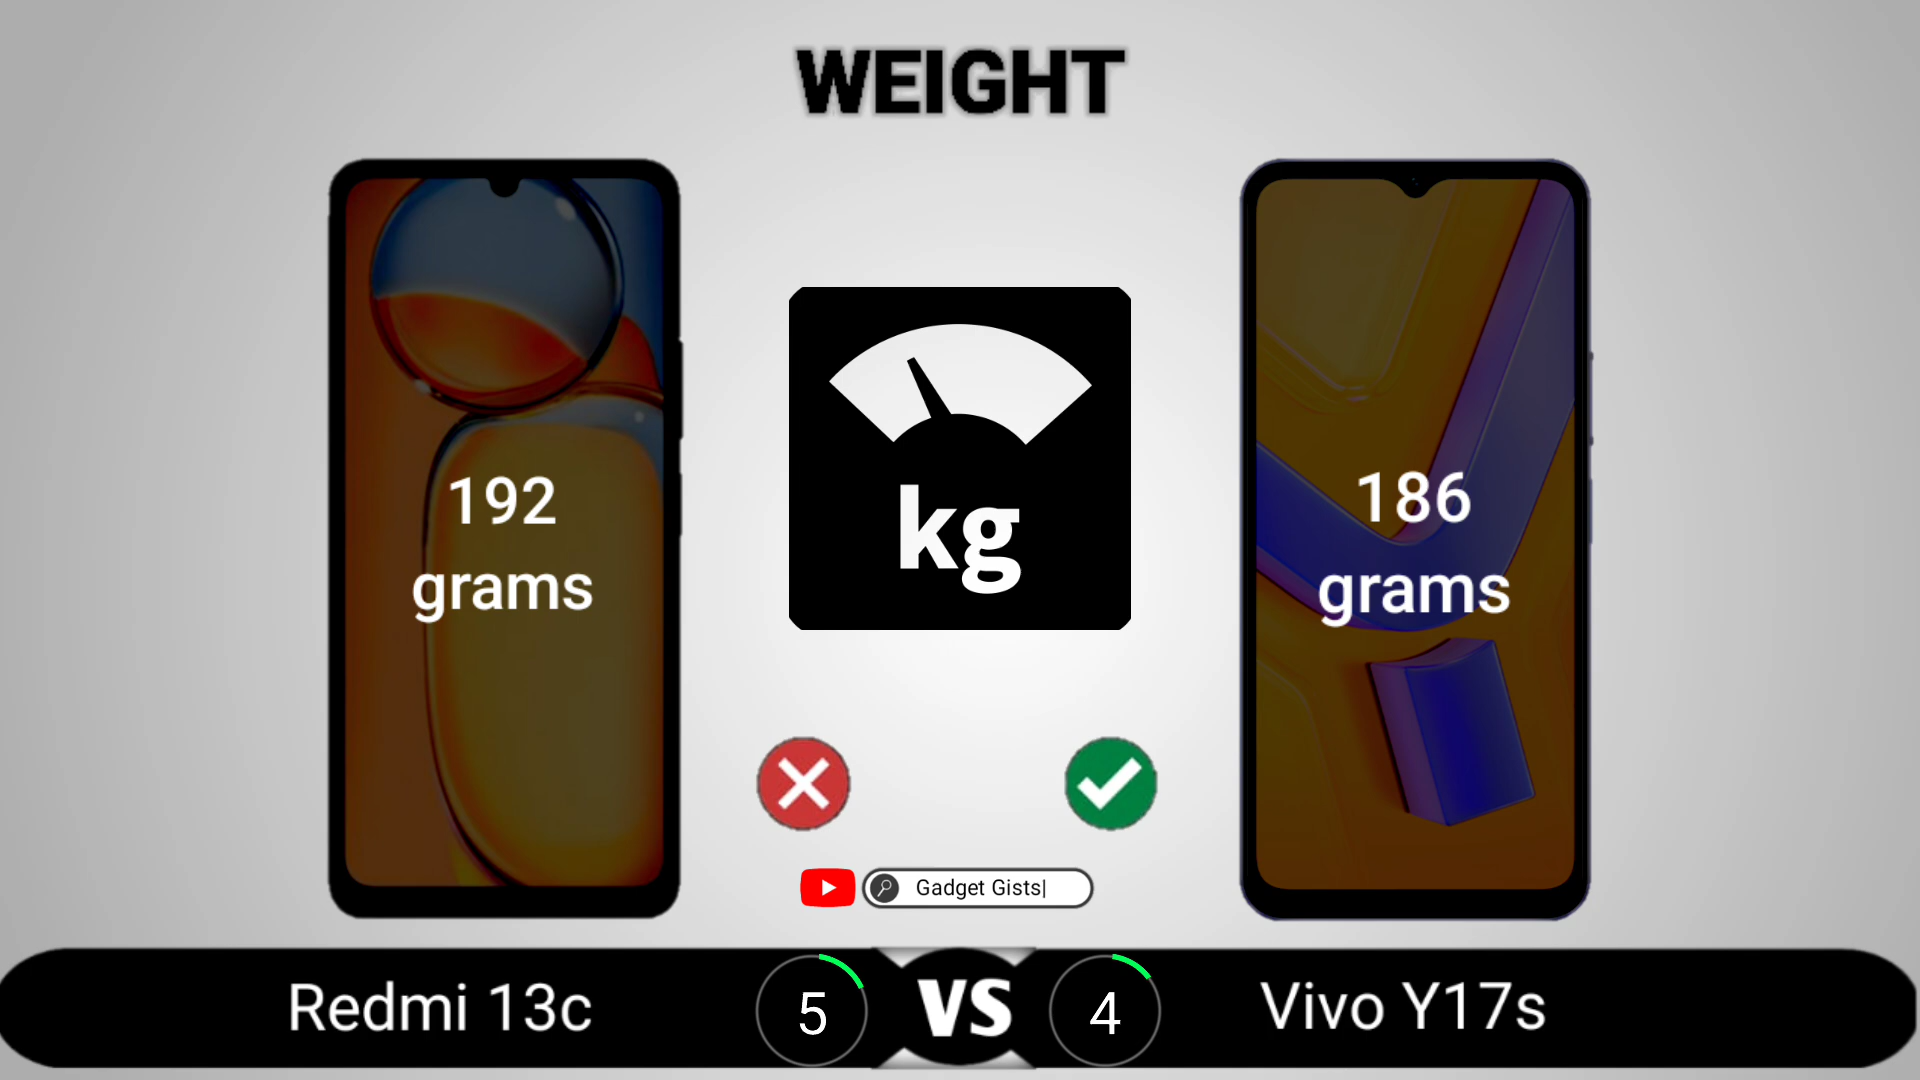 WEIGHT
192
grams
kg
186
grams
Gadget Gists|
Redmi 13c
5
VS
4
Vivo Y17s